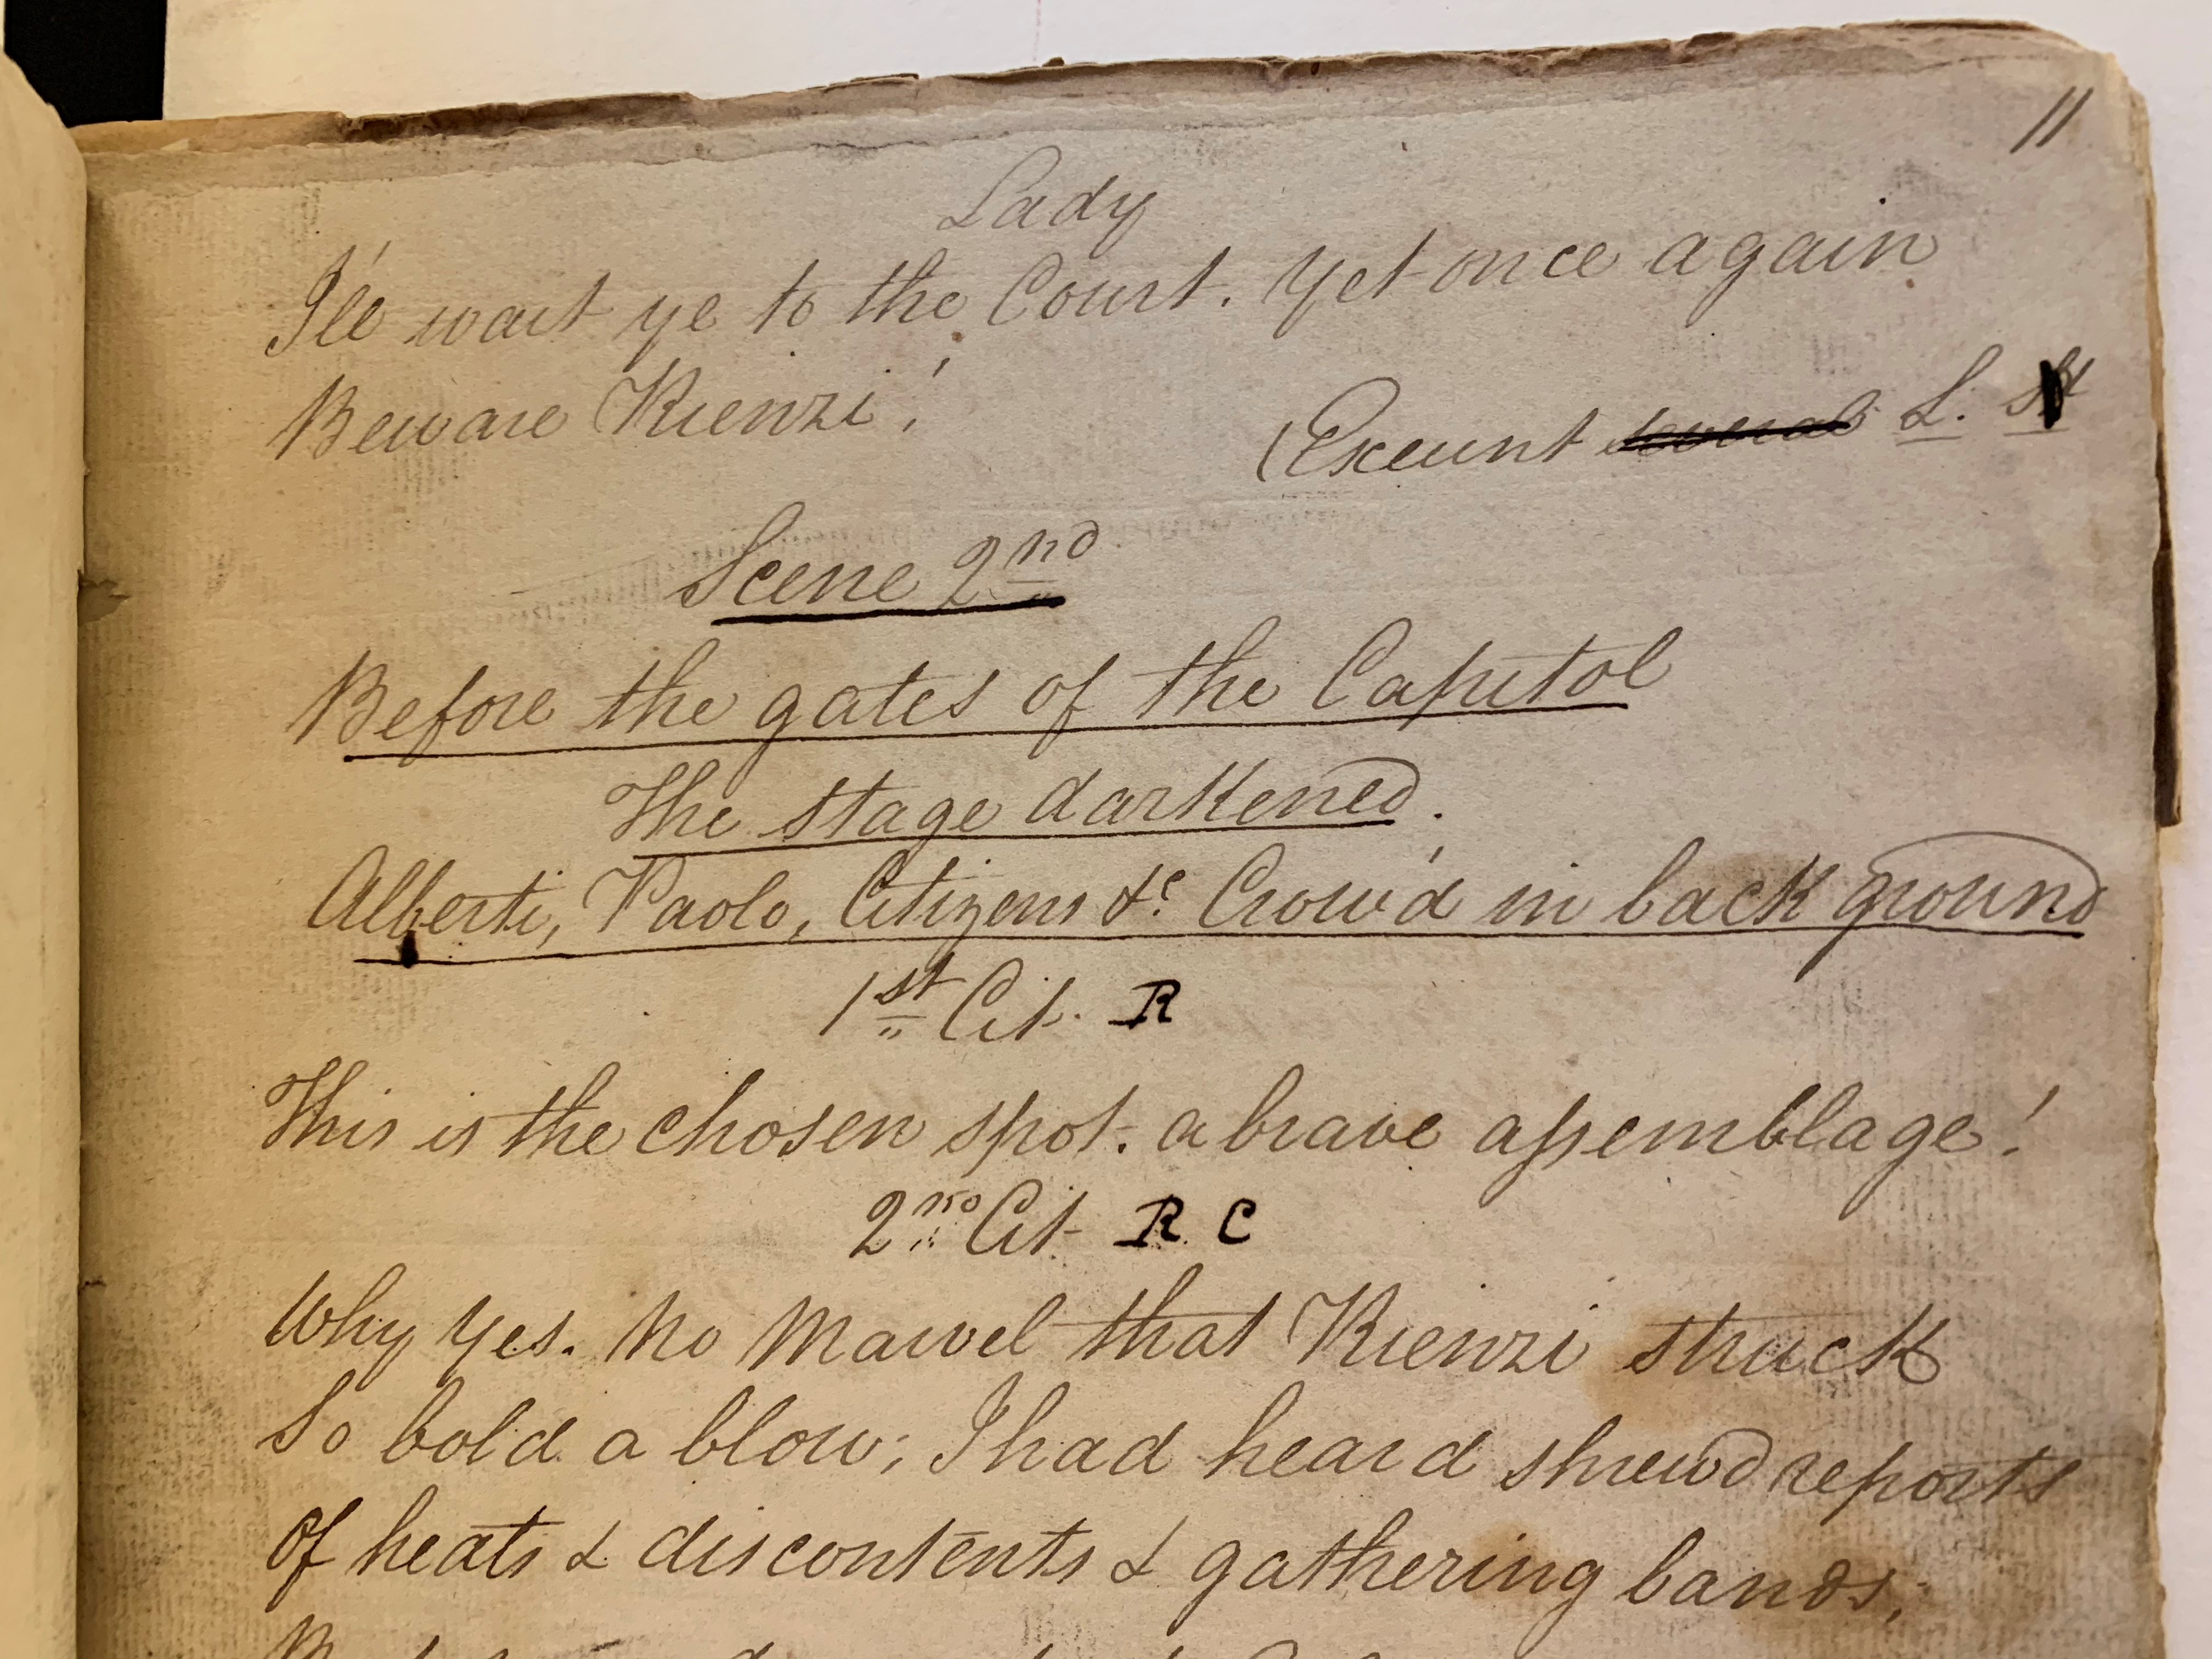 11
Lady
I'le wait ye to the Court. Yet once again
Beware Rienzi!
(Exeunt several L.
Scene 2nd
Before the gates of the Capitol
The stage darkened.
Alberti, Paolo, Citizens &c. Crowd in back ground
1st Cit. R
This is the chosen spot. a brave assemblage!
2nd Cit. R C
Why yes. No Marvel that Rienzi struck
So bold a blow; I had heard shrewd reports
Of heats & discontents & gathering bands;